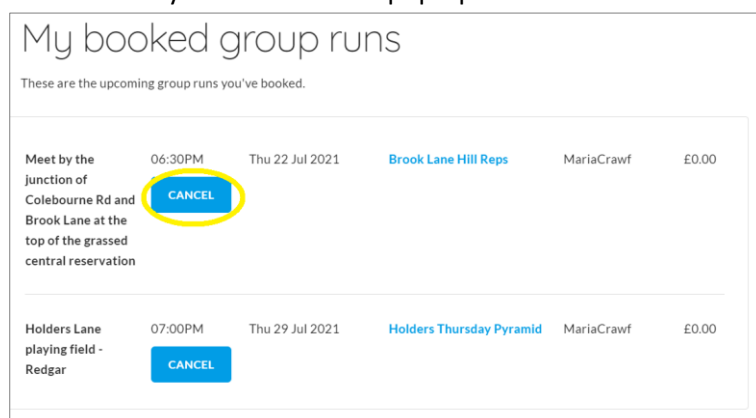 My booked group runs
These are the upcoming group runs you've booked.
Meet by the 06:30PM Thu 22 Jul 2021 Brook Lane Hill Reps MariaCrawf £0.00
junction of
Colebourne Rd and CANCEL
Brook Lane at the
top of the grassed
central reservation
Holders Lane 07:00PM Thu 29 Jul 2021 Holders Thursday Pyramid MariaCrawf £0.00
playing field -
Redgar CANCEL